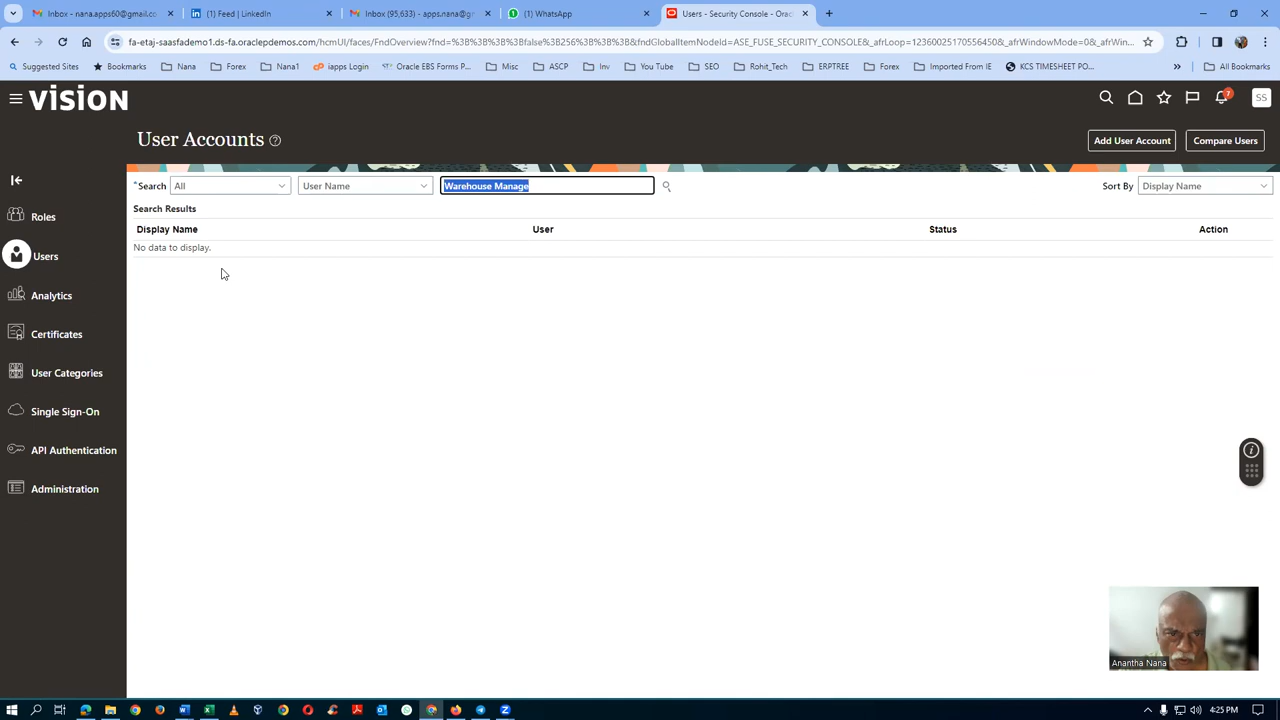 Inbox - nana.apps60@gmail.co
(1) Feed | LinkedIn
Inbox (95,633) - apps.nana@gr
(1) WhatsApp
Users - Security Console - Orac
fa-etaj-saasfademo1.ds-fa.oraclepdemos.com/hcmUI/faces/FndOverview?fnd=%3B%3B%3B%3Bfalse%3B256%3B%3B%3B&fndGlobalItemNodeId=ASE_FUSE_SECURITY_CONSOLE&_afrLoop=12360025170556450&_afrWindowMode=0&_afrWin...
Suggested Sites
Bookmarks
Nana
Forex
Nana1
iapps Login
Oracle EBS Forms P...
Misc
ASCP
Inv
You Tube
SEO
Rohit_Tech
ERPTREE
Forex
Imported From IE
KCS TIMESHEET PO...
»
All Bookmarks
VISION
7
SS
User Accounts
Add User Account
Compare Users
*Search
All
User Name
Warehouse Manage
Sort By
Display Name
Search Results
Display Name
User
Status
Action
No data to display.
Roles
Users
Analytics
Certificates
User Categories
Single Sign-On
API Authentication
Administration
Anantha Nana
4:25 PM